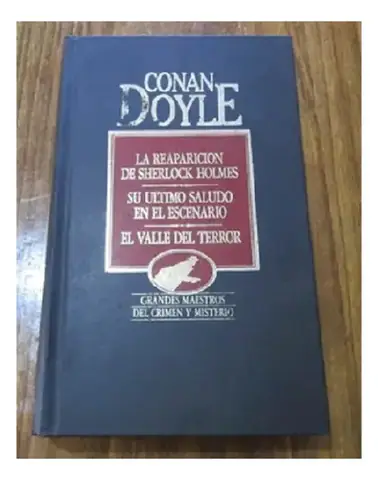 CONAN
DOYLE
LA REAPARICION
DE SHERLOCK HOLMES
SU ULTIMO SALUDO
EN EL ESCENARIO
EL VALLE DEL TERROR
GRANDES MAESTROS
DEL CRIMEN Y MISTERIO